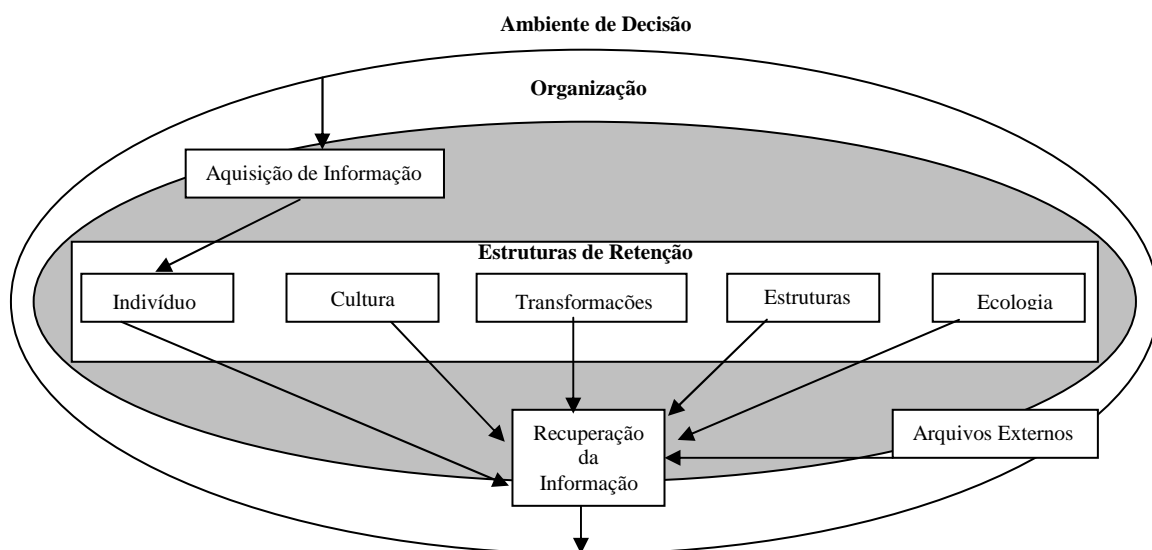 Ambiente de Decisão
Organização
Aquisição de Informação
Estruturas de Retenção
Indivíduo
Cultura
Transformações
Estruturas
Ecologia
Recuperação
da
Informação
Arquivos Externos